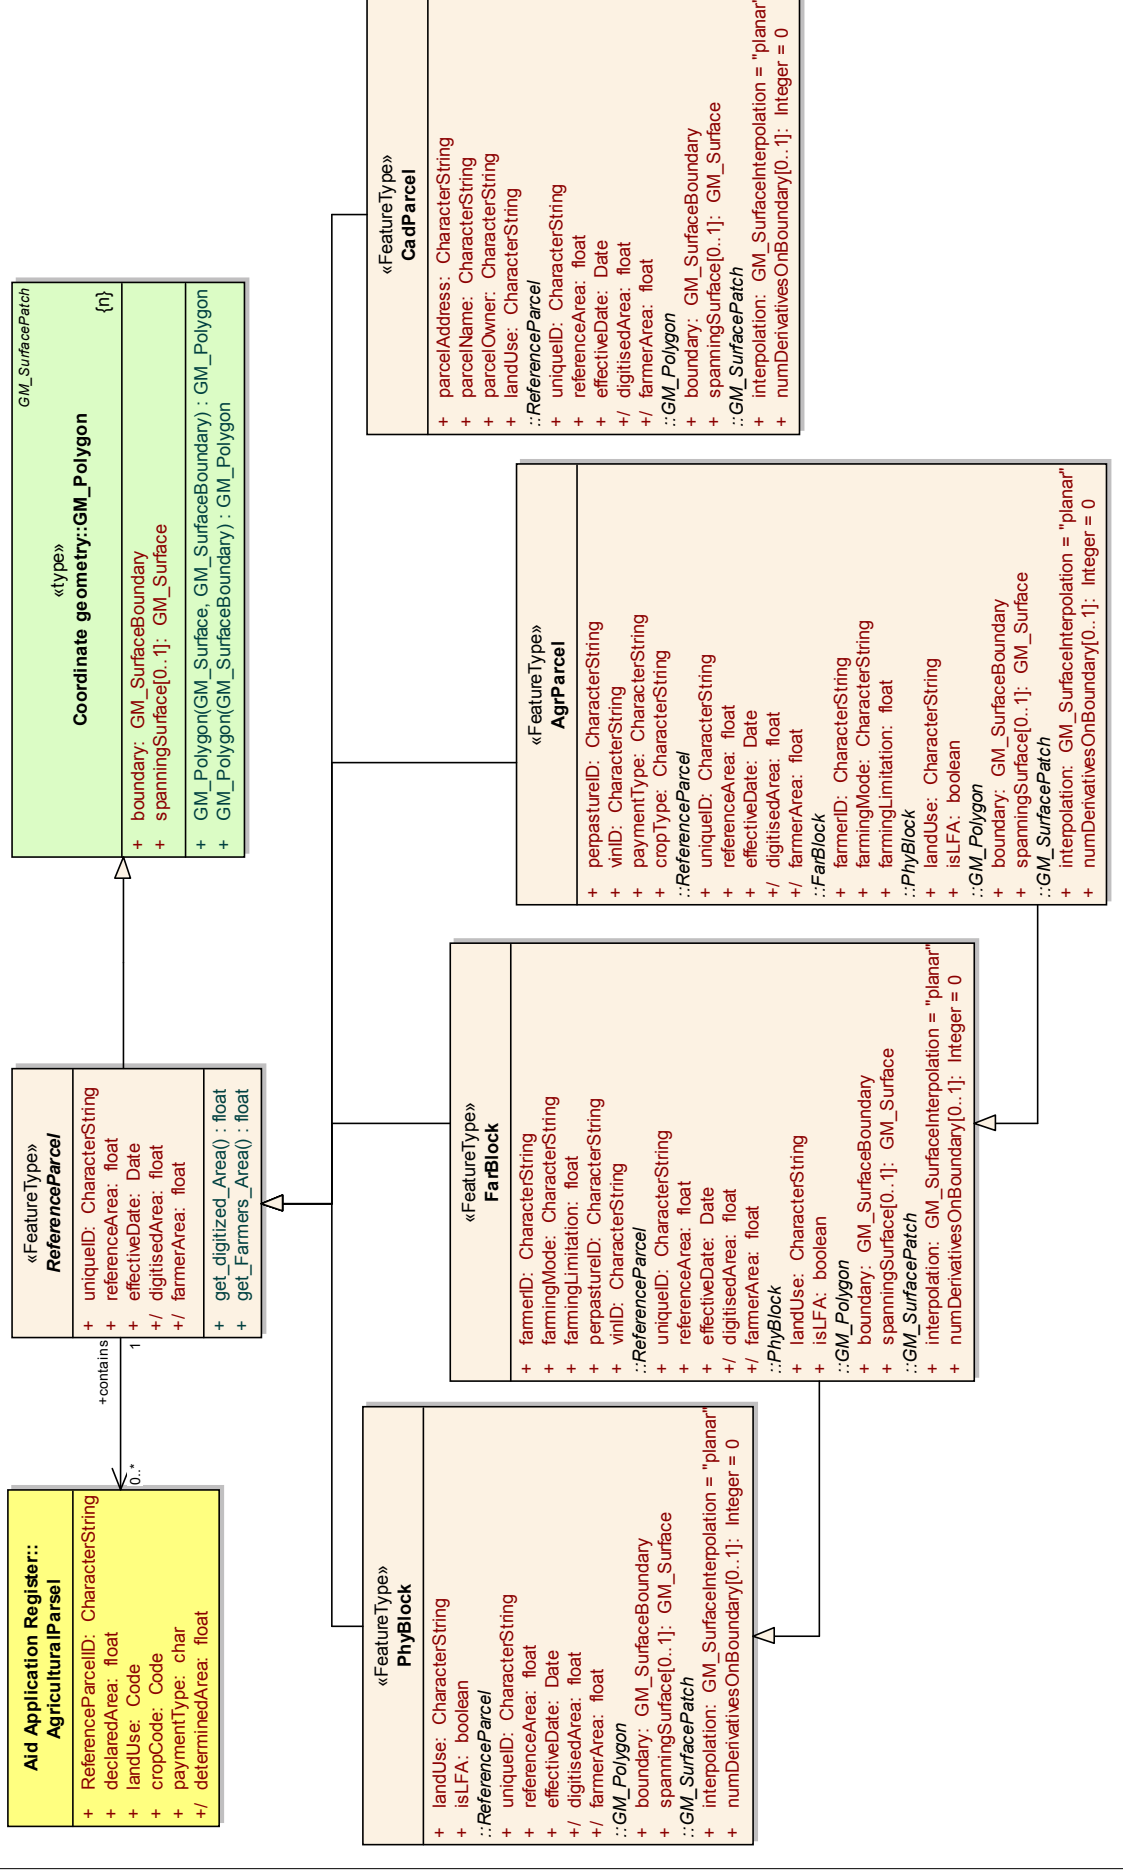 Aid Application Register::
AgriculturalParsel
+ ReferenceParcelID: CharacterString
+ declaredArea: float
+ landUse: Code
+ cropCode: Code
+ paymentType: char
+/ determinedArea: float
+contains
0..*
1
«FeatureType»
ReferenceParcel
+ uniqueID: CharacterString
+ referenceArea: float
+ effectiveDate: Date
+/ digitisedArea: float
+/ farmerArea: float
+ get_digitized_Area() : float
+ get_Farmers_Area() : float
GM_SurfacePatch
«type»
Coordinate geometry::GM_Polygon
{n}
+ boundary: GM_SurfaceBoundary
+ spanningSurface[0..1]: GM_Surface
+ GM_Polygon(GM_Surface, GM_SurfaceBoundary) : GM_Polygon
+ GM_Polygon(GM_SurfaceBoundary) : GM_Polygon
«FeatureType»
PhyBlock
+ landUse: CharacterString
+ isLFA: boolean
::ReferenceParcel
+ uniqueID: CharacterString
+ referenceArea: float
+ effectiveDate: Date
+/ digitisedArea: float
+/ farmerArea: float
::GM_Polygon
+ boundary: GM_SurfaceBoundary
+ spanningSurface[0..1]: GM_Surface
::GM_SurfacePatch
+ interpolation: GM_SurfaceInterpolation = "planar"
+ numDerivativesOnBoundary[0..1]: Integer = 0
«FeatureType»
FarBlock
+ farmerID: CharacterString
+ farmingMode: CharacterString
+ farmingLimitation: float
+ perpastureID: CharacterString
+ vinID: CharacterString
::ReferenceParcel
+ uniqueID: CharacterString
+ referenceArea: float
+ effectiveDate: Date
+/ digitisedArea: float
+/ farmerArea: float
::PhyBlock
+ landUse: CharacterString
+ isLFA: boolean
::GM_Polygon
+ boundary: GM_SurfaceBoundary
+ spanningSurface[0..1]: GM_Surface
::GM_SurfacePatch
+ interpolation: GM_SurfaceInterpolation = "planar"
+ numDerivativesOnBoundary[0..1]: Integer = 0
«FeatureType»
AgrParcel
+ perpastureID: CharacterString
+ vinID: CharacterString
+ paymentType: CharacterString
+ cropType: CharacterString
::ReferenceParcel
+ uniqueID: CharacterString
+ referenceArea: float
+ effectiveDate: Date
+/ digitisedArea: float
+/ farmerArea: float
::FarBlock
+ farmerID: CharacterString
+ farmingMode: CharacterString
+ farmingLimitation: float
::PhyBlock
+ landUse: CharacterString
+ isLFA: boolean
::GM_Polygon
+ boundary: GM_SurfaceBoundary
+ spanningSurface[0..1]: GM_Surface
::GM_SurfacePatch
+ interpolation: GM_SurfaceInterpolation = "planar"
+ numDerivativesOnBoundary[0..1]: Integer = 0
«FeatureType»
CadParcel
+ parcelAddress: CharacterString
+ parcelName: CharacterString
+ parcelOwner: CharacterString
+ landUse: CharacterString
::ReferenceParcel
+ uniqueID: CharacterString
+ referenceArea: float
+ effectiveDate: Date
+/ digitisedArea: float
+/ farmerArea: float
::GM_Polygon
+ boundary: GM_SurfaceBoundary
+ spanningSurface[0..1]: GM_Surface
::GM_SurfacePatch
+ interpolation: GM_SurfaceInterpolation = "planar"
+ numDerivativesOnBoundary[0..1]: Integer = 0